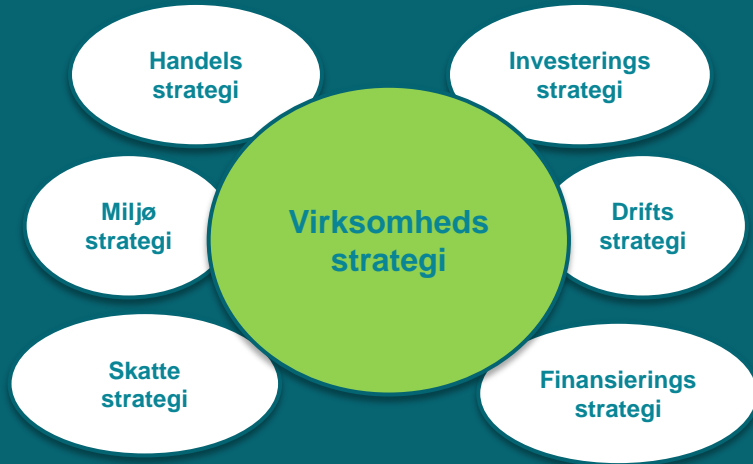 Handels
strategi
Investerings
strategi
Miljø
strategi
Virksomheds
strategi
Drifts
strategi
Skatte
strategi
Finansierings
strategi